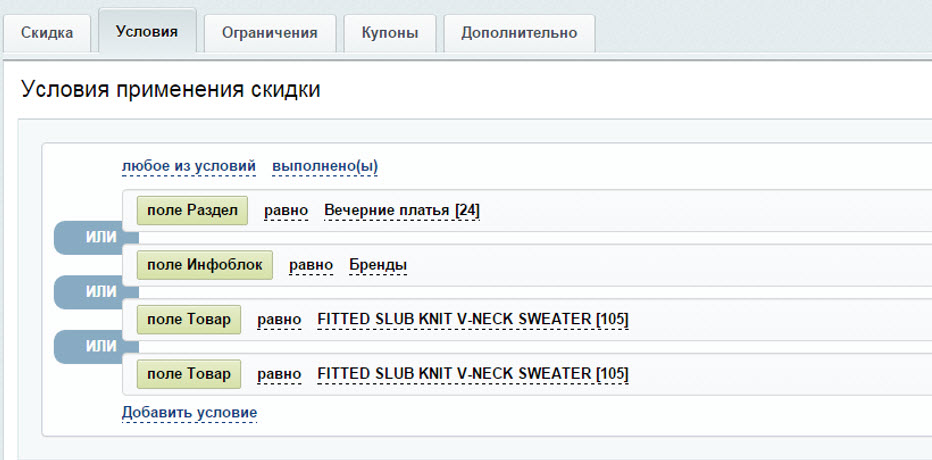 Скидка Условия Ограничения Купоны Дополнительно
Условия применения скидки
любое из условий выполнено(ы)
поле Раздел равно Вечерние платья [24]
ИЛИ
поле Инфоблок равно Бренды
ИЛИ
поле Товар равно FITTED SLUB KNIT V-NECK SWEATER [105]
ИЛИ
поле Товар равно FITTED SLUB KNIT V-NECK SWEATER [105]
Добавить условие